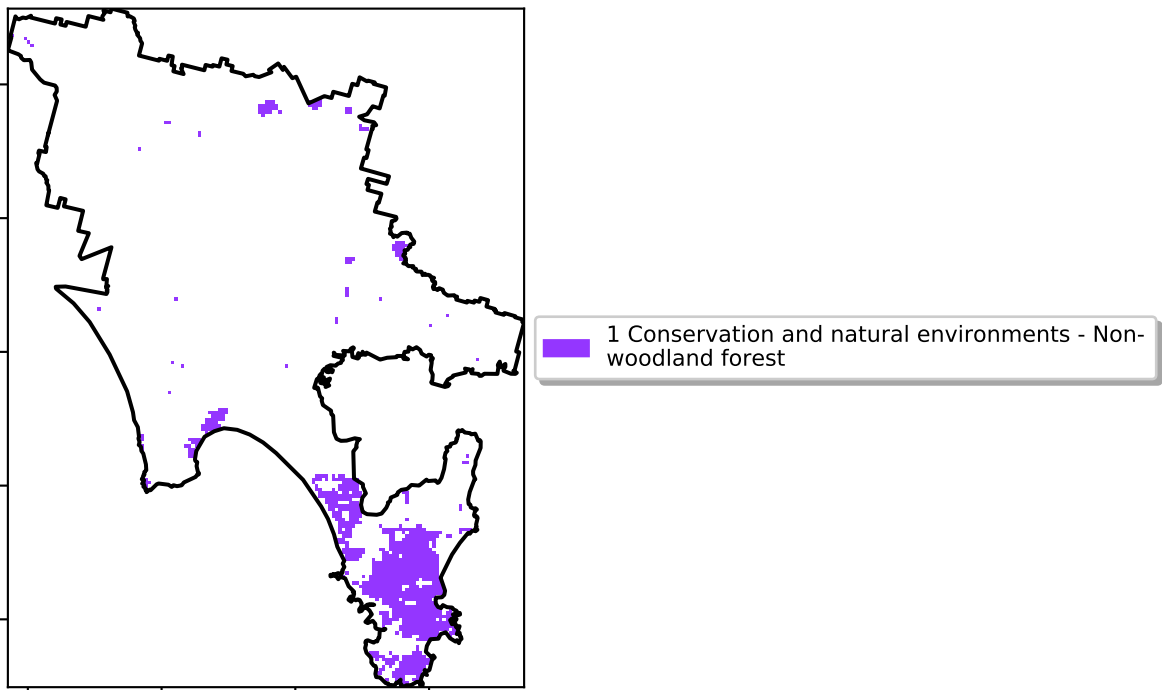 1 Conservation and natural environments - Non-
woodland forest